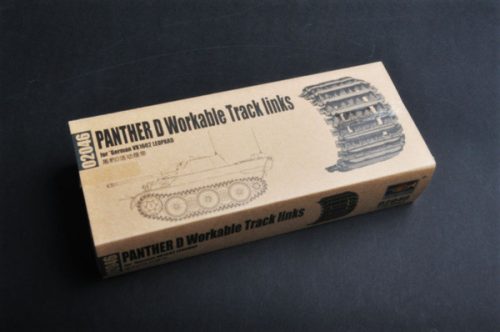 02046
PANTHER D Workable Track links
for German VK1602 LEOPARD
02046
PANTHER D Workable Track links